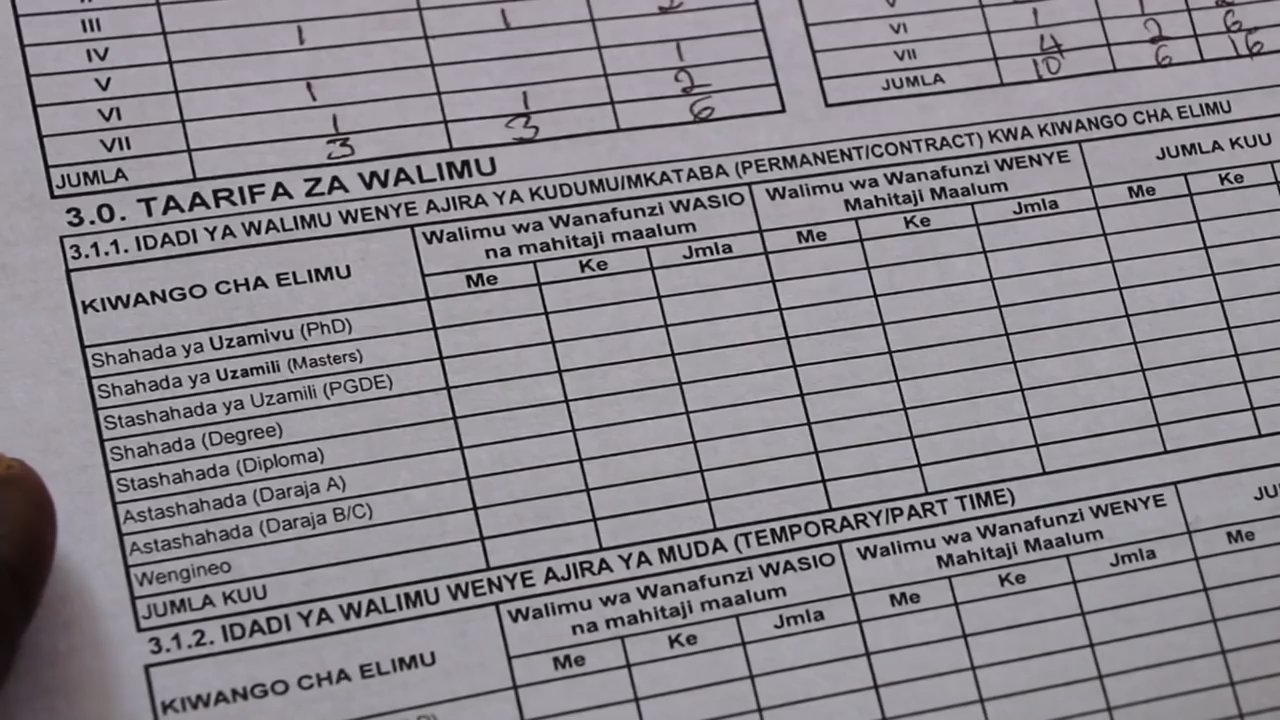 III 1 1
IV 1
V 1 2
VI 1 1 6
VII 3 3
JUMLA
VI 1 2 6
VII 4 6 16
JUMLA 10
3.0. TAARIFA ZA WALIMU
3.1.1. IDADI YA WALIMU WENYE AJIRA YA KUDUMU/MKATABA (PERMANENT/CONTRACT) KWA KIWANGO CHA ELIMU
KIWANGO CHA ELIMU
Walimu wa Wanafunzi WASIO
na mahitaji maalum
Walimu wa Wanafunzi WENYE
Mahitaji Maalum
JUMLA KUU
Me Ke Jmla Me Ke Jmla Me Ke
Shahada ya Uzamivu (PhD)
Shahada ya Uzamili (Masters)
Stashahada ya Uzamili (PGDE)
Shahada (Degree)
Stashahada (Diploma)
Astashahada (Daraja A)
Astashahada (Daraja B/C)
Wengineo
JUMLA KUU
3.1.2. IDADI YA WALIMU WENYE AJIRA YA MUDA (TEMPORARY/PART TIME)
KIWANGO CHA ELIMU
Walimu wa Wanafunzi WASIO
na mahitaji maalum
Walimu wa Wanafunzi WENYE
Mahitaji Maalum
Me Ke Jmla Me Ke Jmla Me